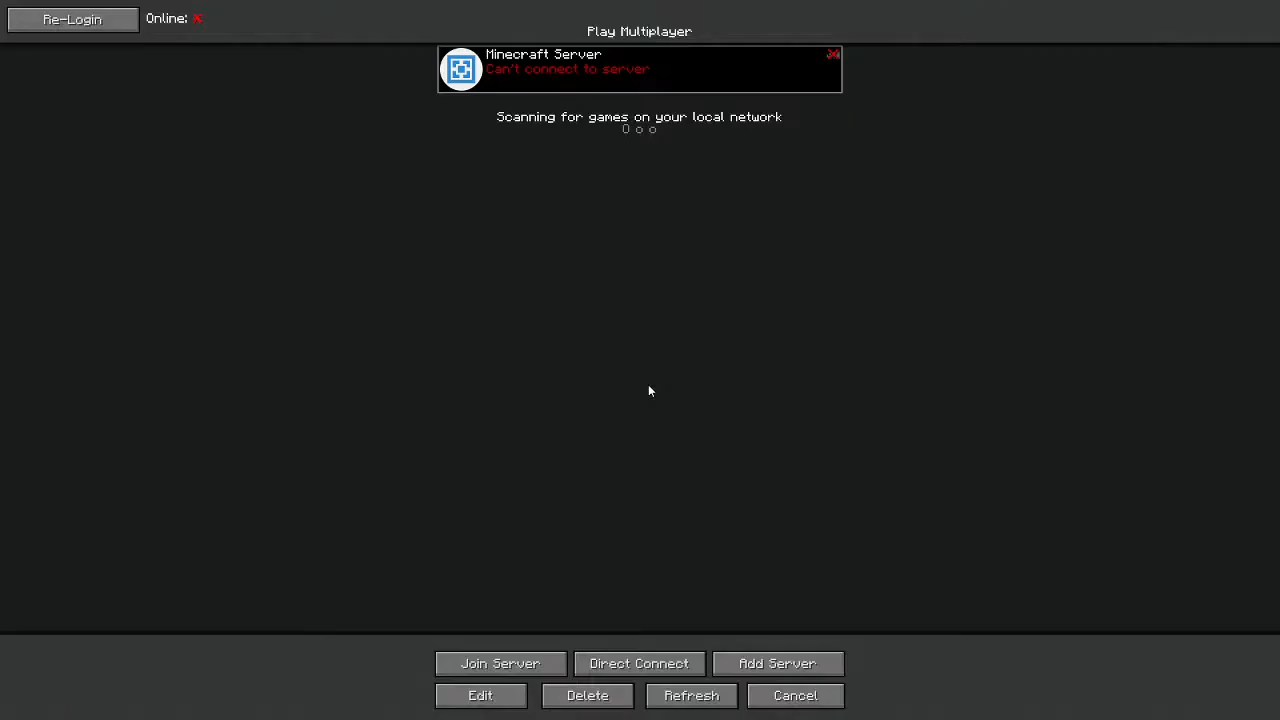 Re-Login
Online:
Play Multiplayer
Minecraft Server
Can't connect to server
Scanning for games on your local network
O o o
Join Server
Direct Connect
Add Server
Edit
Delete
Refresh
Cancel